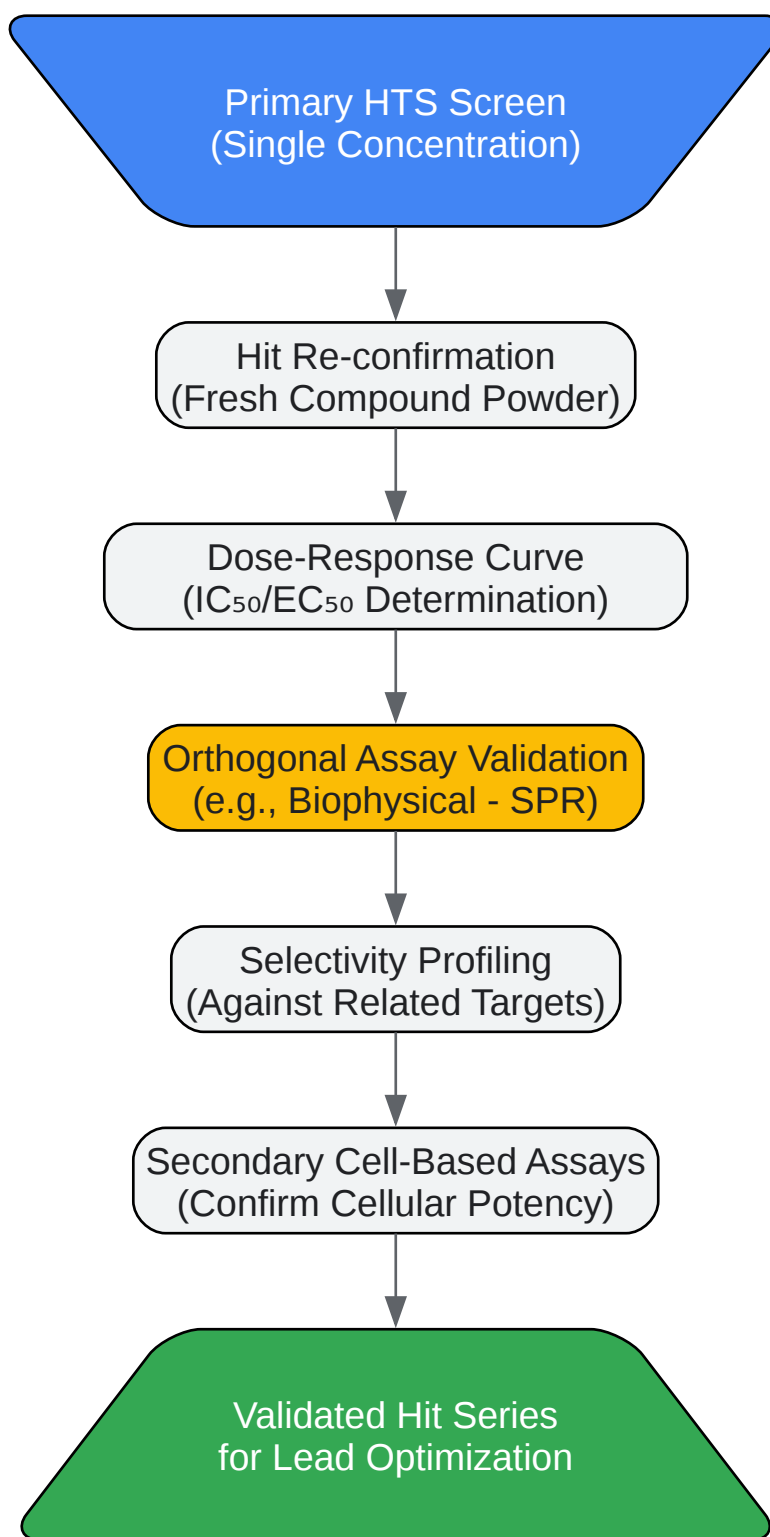 Primary HTS Screen
(Single Concentration)
Hit Re-confirmation
(Fresh Compound Powder)
Dose-Response Curve
(IC₅₀/EC₅₀ Determination)
Orthogonal Assay Validation
(e.g., Biophysical - SPR)
Selectivity Profiling
(Against Related Targets)
Secondary Cell-Based Assays
(Confirm Cellular Potency)
Validated Hit Series
for Lead Optimization